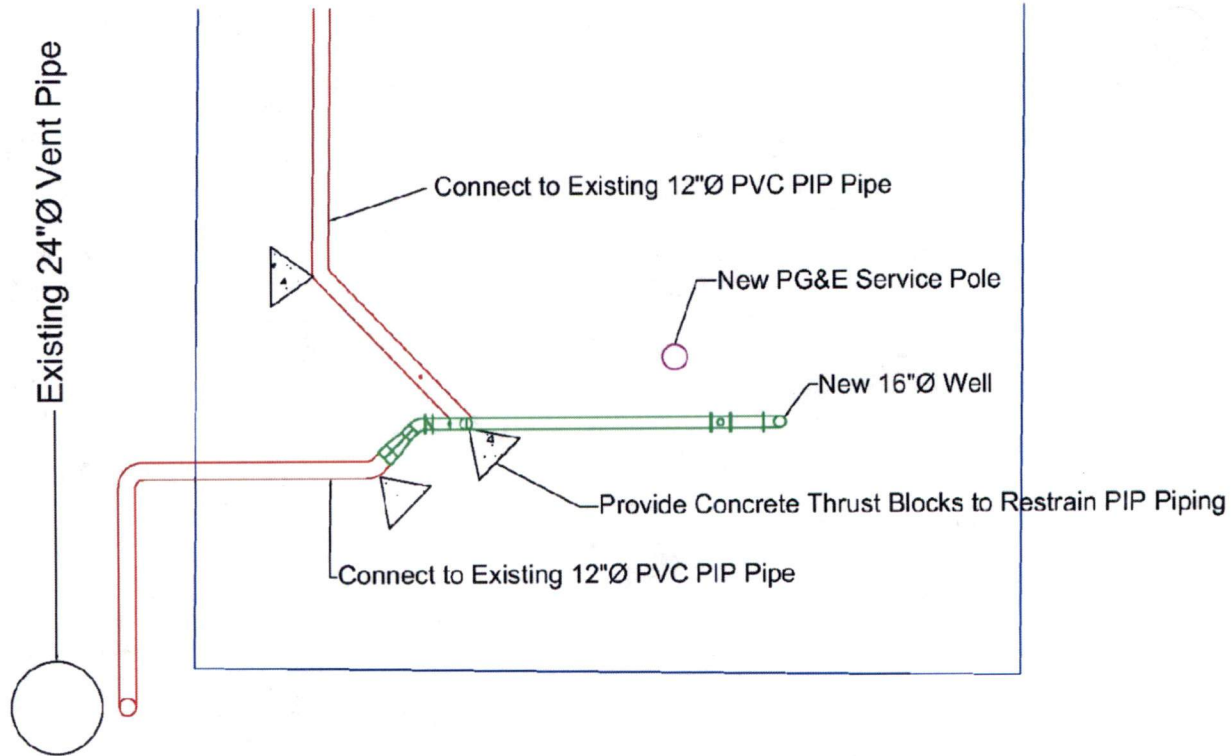 Existing 24"Ø Vent Pipe
Connect to Existing 12"Ø PVC PIP Pipe
New PG&E Service Pole
New 16"Ø Well
Provide Concrete Thrust Blocks to Restrain PIP Piping
Connect to Existing 12"Ø PVC PIP Pipe